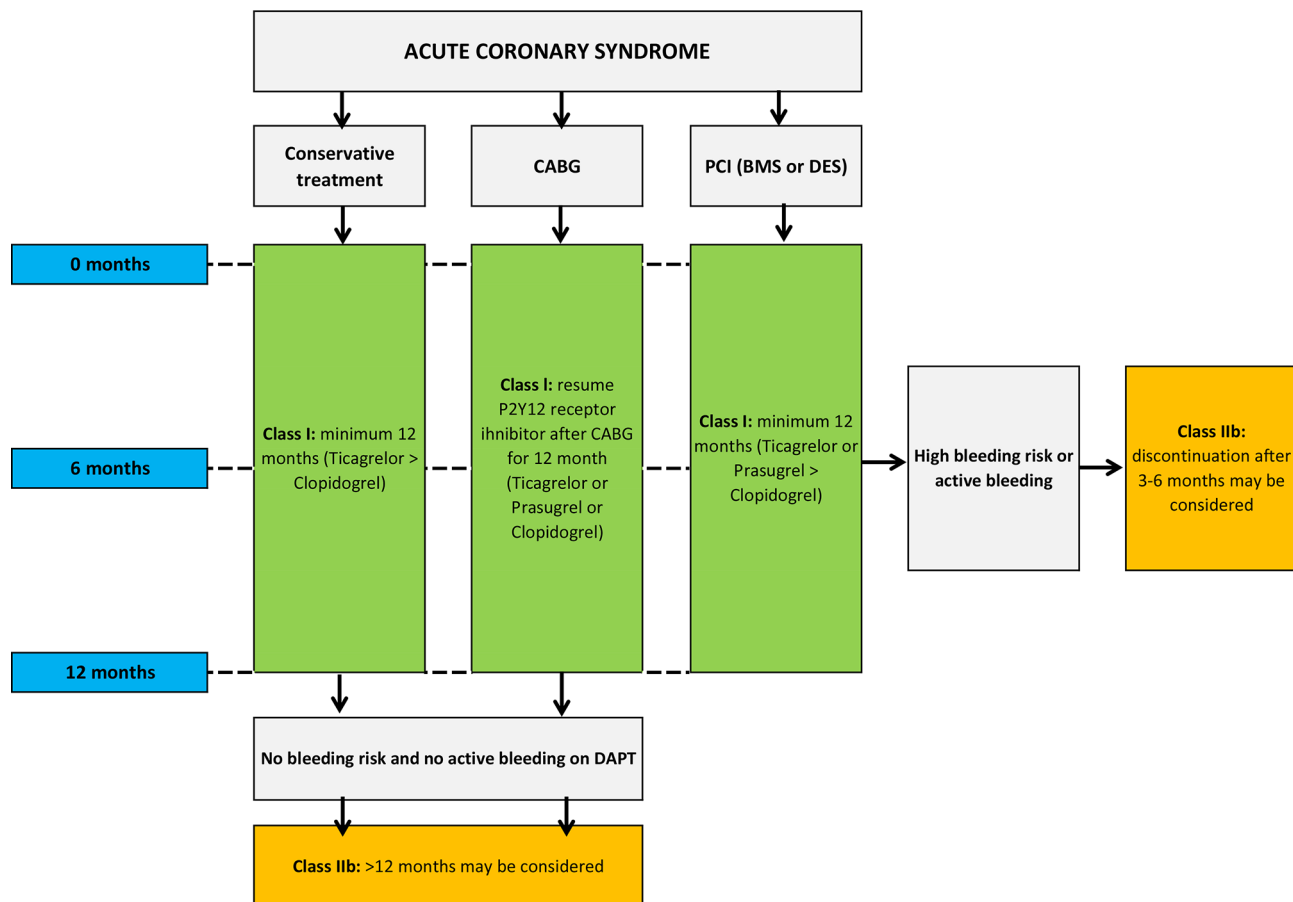 ACUTE CORONARY SYNDROME
Conservative
treatment
CABG
PCI (BMS or DES)
0 months
6 months
12 months
Class I: minimum 12
months (Ticagrelor >
Clopidogrel)
Class l: resume
P2Y12 receptor
ihnibitor after CABG
for 12 month
(Ticagrelor or
Prasugrel or
Clopidogrel)
Class I: minimum 12
months (Ticagrelor or
Prasugrel >
Clopidogrel)
High bleeding risk or
active bleeding
Class IIb:
discontinuation after
3-6 months may be
considered
No bleeding risk and no active bleeding on DAPT
Class IIb: >12 months may be considered